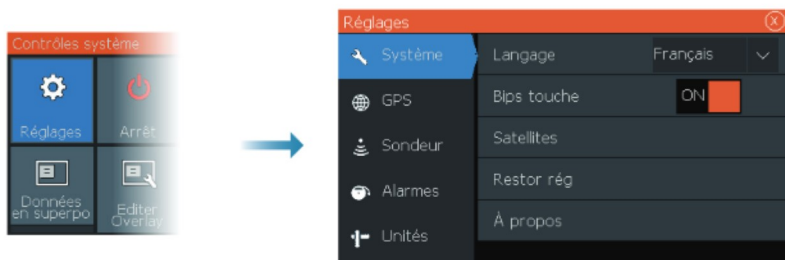 Contrôles système
Réglages
Arrêt
Données
en superpo
Editer
Overlay
Réglages
Système
GPS
Sondeur
Alarmes
Unités
Langage Français
Bips touche ON
Satellites
Restor rég
À propos